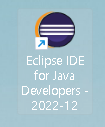 Eclipse IDE
for Java
Developers -
2022-12